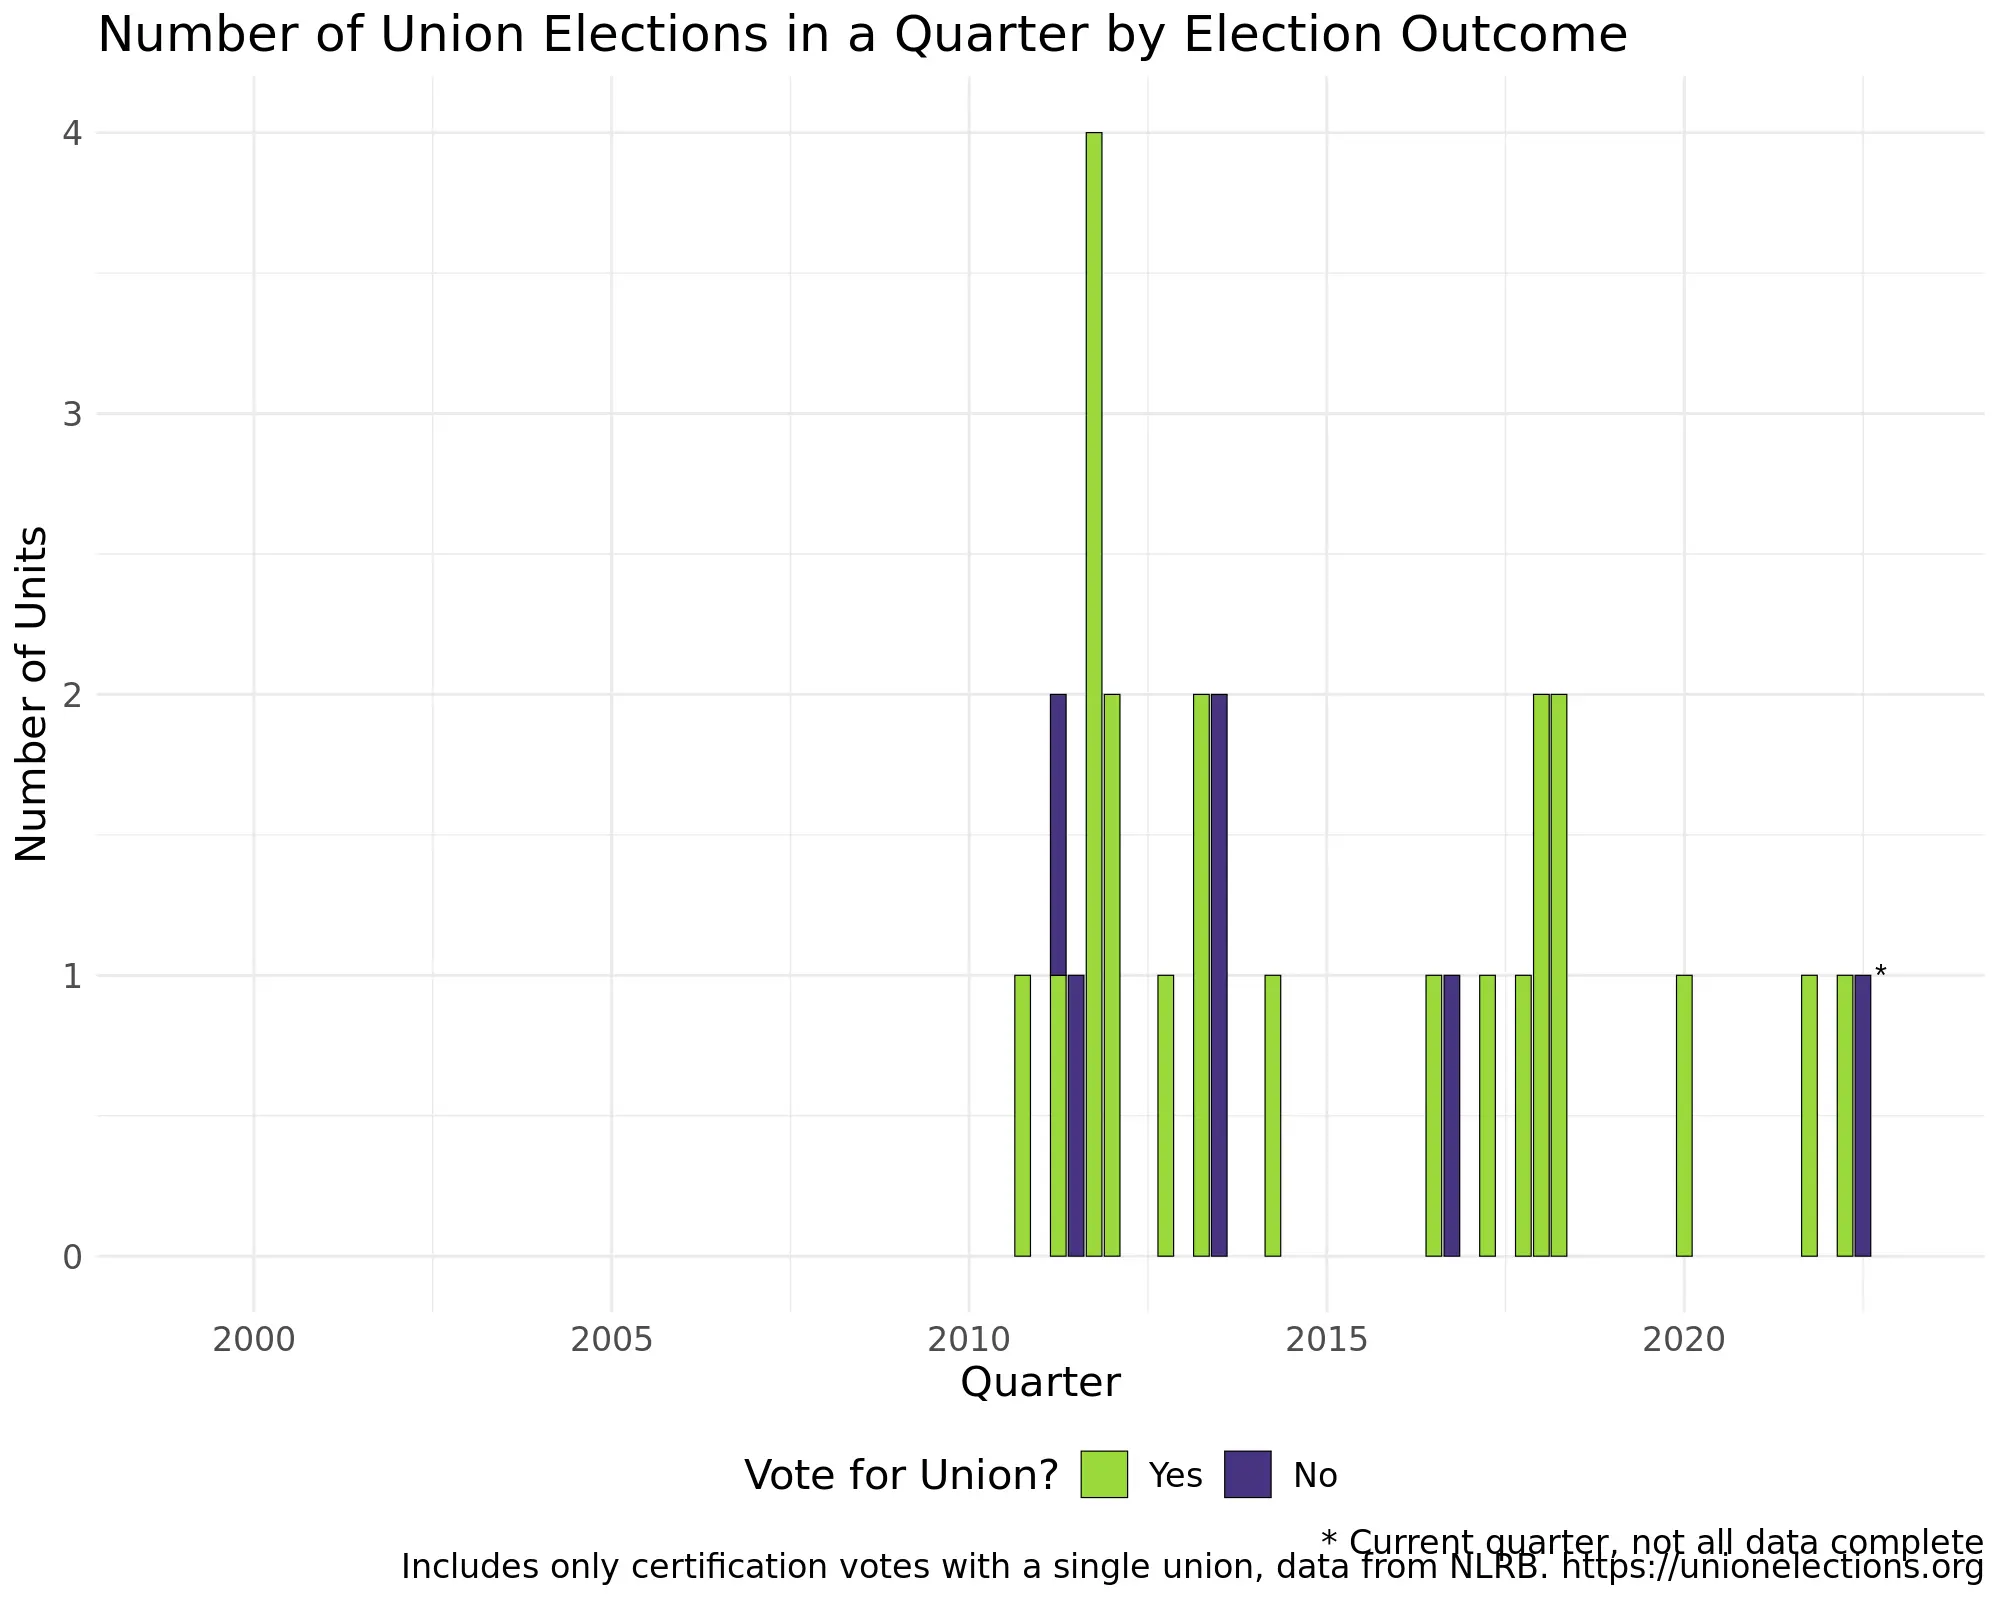 Number of Union Elections in a Quarter by Election Outcome
4
3
2
1
0
Number of Units
*
2000 2005 2010 2015 2020
Quarter
Vote for Union? Yes No
* Current quarter, not all data complete
Includes only certification votes with a single union, data from NLRB. https://unionelections.org